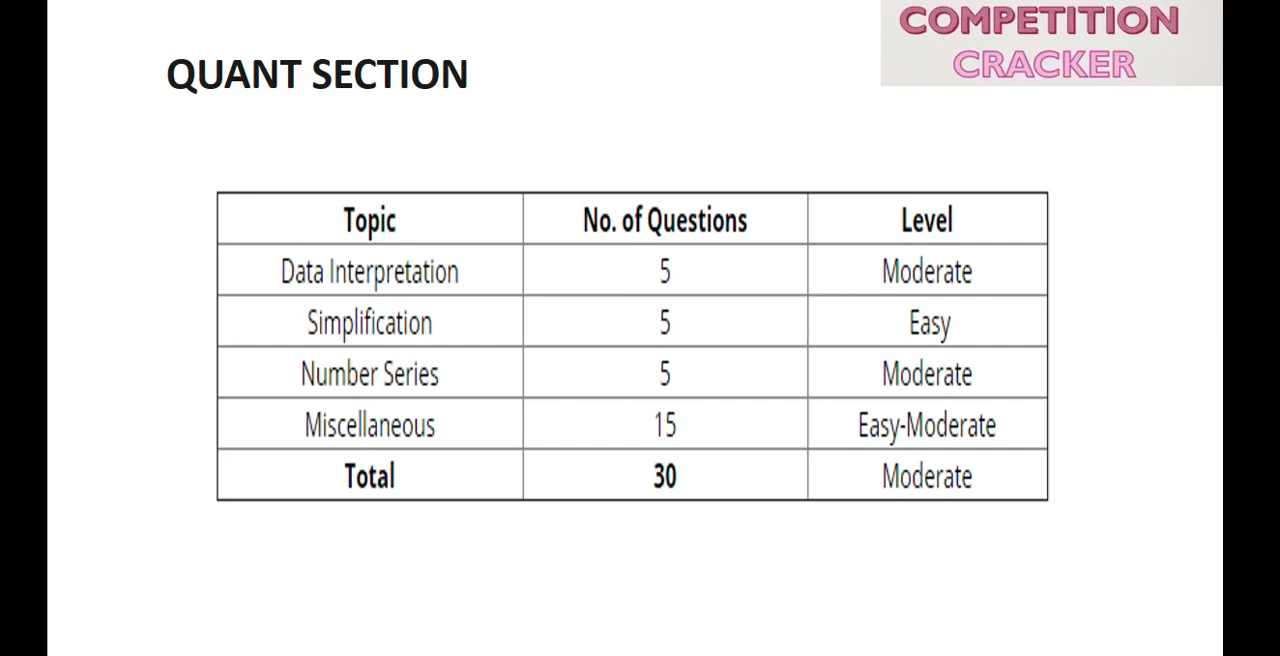 COMPETITION
CRACKER
QUANT SECTION
Topic No. of Questions Level
Data Interpretation 5 Moderate
Simplification 5 Easy
Number Series 5 Moderate
Miscellaneous 15 Easy-Moderate
Total 30 Moderate